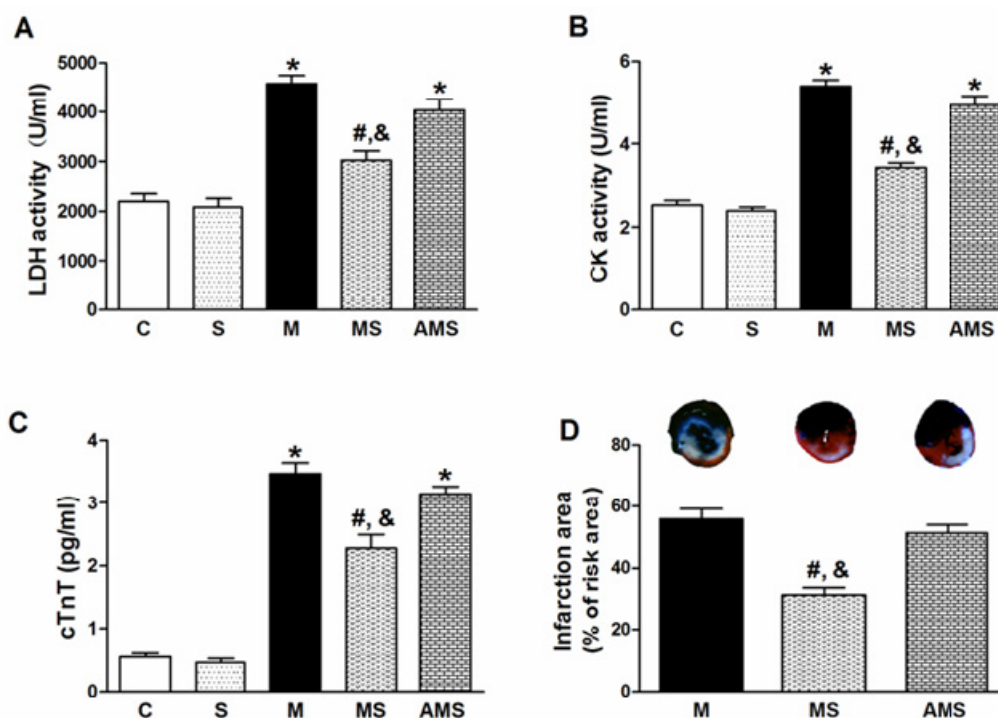 A
LDH activity (U/ml)
5000
4000
3000
2000
1000
0
*
#,&
*
C S M MS AMS
B
CK activity (U/ml)
6
4
2
0
*
#, &
*
C S M MS AMS
C
cTnT (pg/ml)
4
3
2
1
0
*
#, &
*
C S M MS AMS
D
Infarction area
(% of risk area)
80
60
40
20
0
#, &
M MS AMS